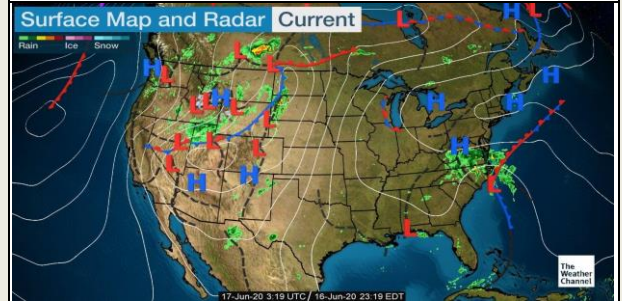 Surface Map and Radar Current
Rain Ice Snow
H L
L H
L H
L
H L H
L H L H H
L
L L H
L L
H H L
L
The
Weather
Channel
17-Jun-20 3:19 UTC / 16-Jun-20 23:19 EDT